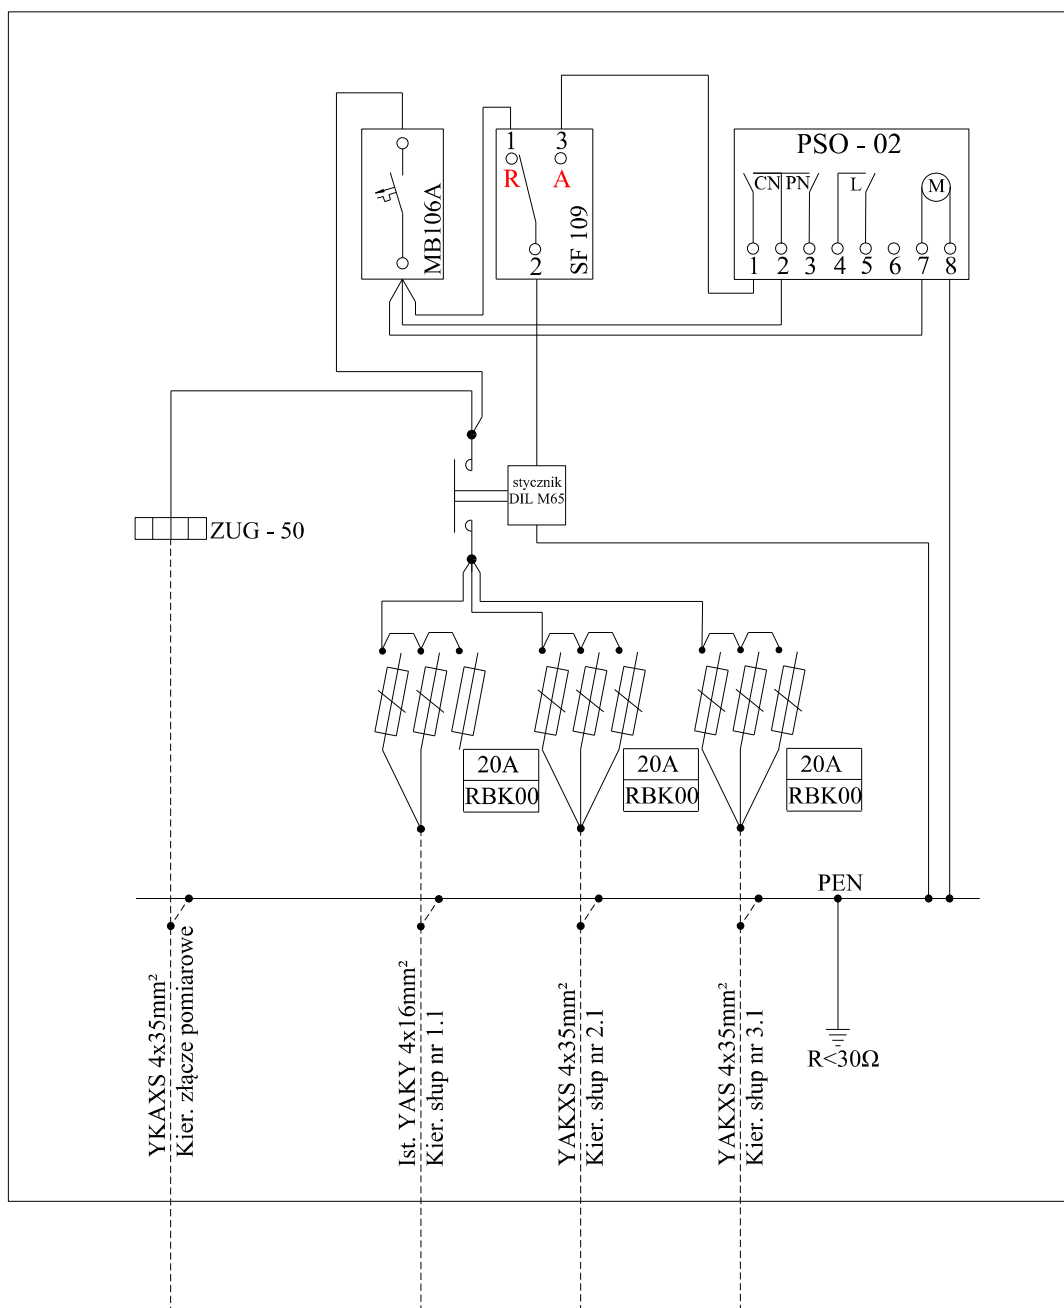 PSO - 02
1
3
R
A
2
SF 109
MB106A
CN
PN
L
M
1
2
3
4
5
6
7
8
stycznik
DIL M65
ZUG - 50
20A
RBK00
20A
RBK00
20A
RBK00
PEN
R<30Ω
YKAXS 4x35mm²
Kier. złącze pomiarowe
Ist. YAKY 4x16mm²
Kier. słup nr 1.1
YAKXS 4x35mm²
Kier. słup nr 2.1
YAKXS 4x35mm²
Kier. słup nr 3.1